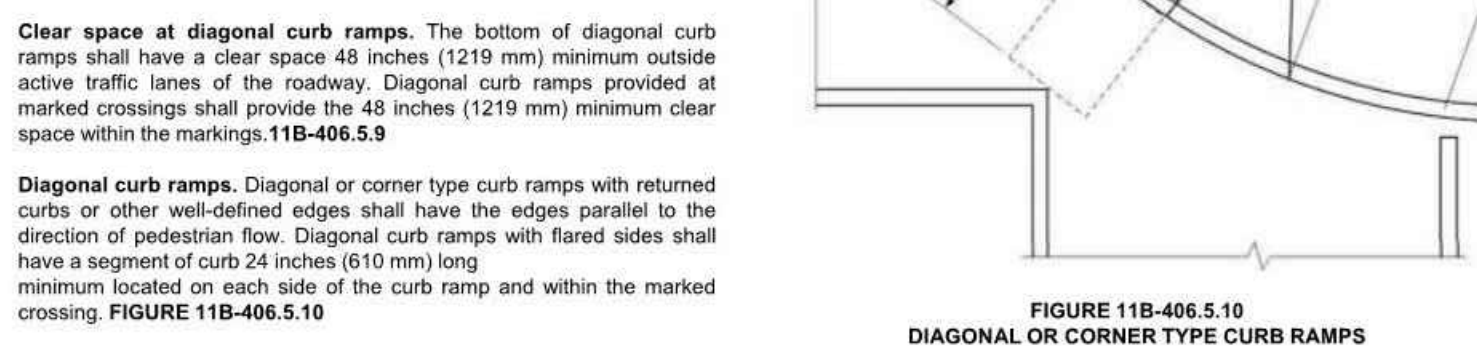 Clear space at diagonal curb ramps. The bottom of diagonal curb
ramps shall have a clear space 48 inches (1219 mm) minimum outside
active traffic lanes of the roadway. Diagonal curb ramps provided at
marked crossings shall provide the 48 inches (1219 mm) minimum clear
space within the markings.11B-406.5.9
Diagonal curb ramps. Diagonal or corner type curb ramps with returned
curbs or other well-defined edges shall have the edges parallel to the
direction of pedestrian flow. Diagonal curb ramps with flared sides shall
have a segment of curb 24 inches (610 mm) long
minimum located on each side of the curb ramp and within the marked
crossing. FIGURE 11B-406.5.10
FIGURE 11B-406.5.10
DIAGONAL OR CORNER TYPE CURB RAMPS